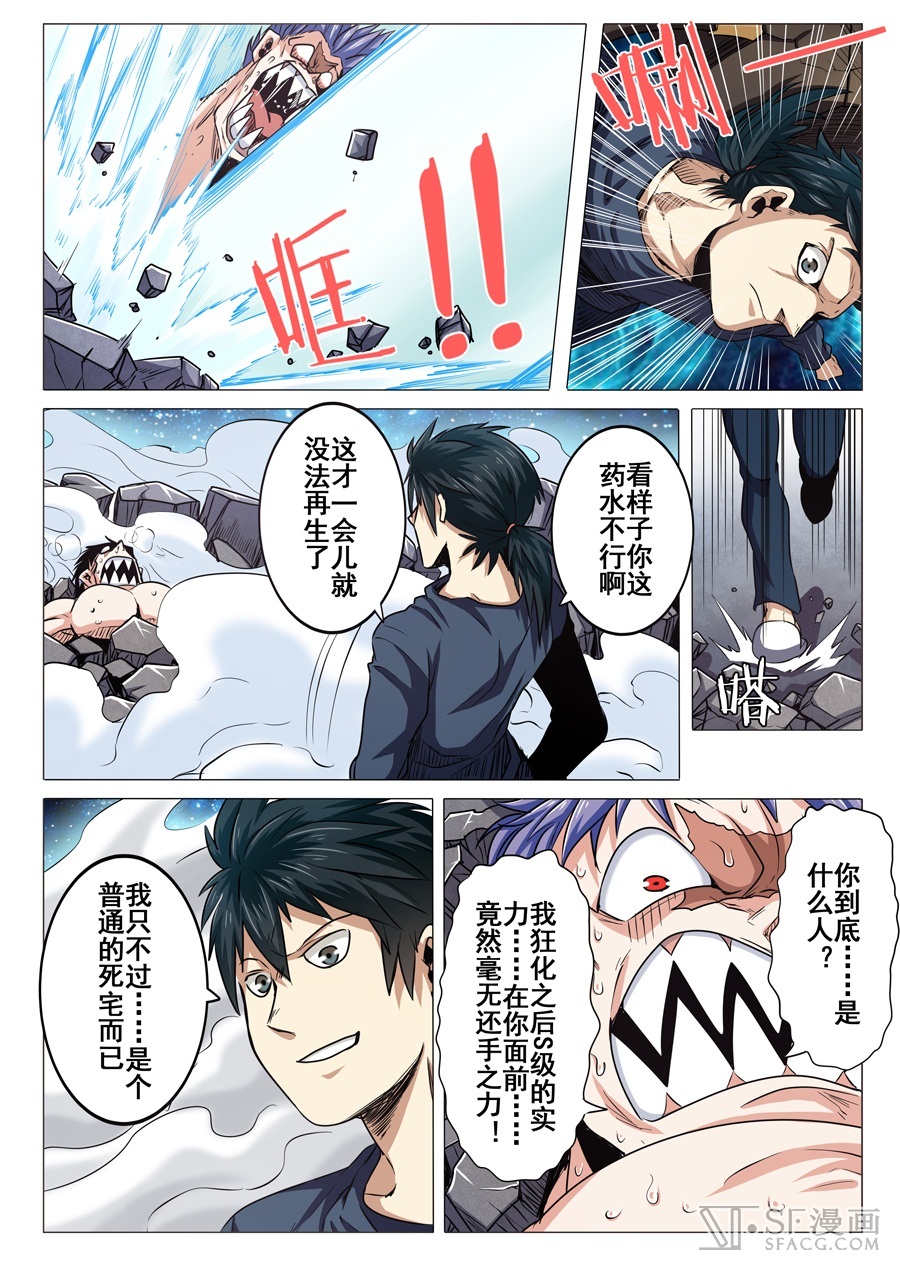 唰一
哐!!
嗒
看样子你这
药水不行啊
这才一会儿就
没法再生了
你到底……是
什么人？
我狂化之后S级的实
力……在你面前……
竟然毫无还手之力！
我只不过……是个
普通的死宅而已
SF漫画
SFACG.COM